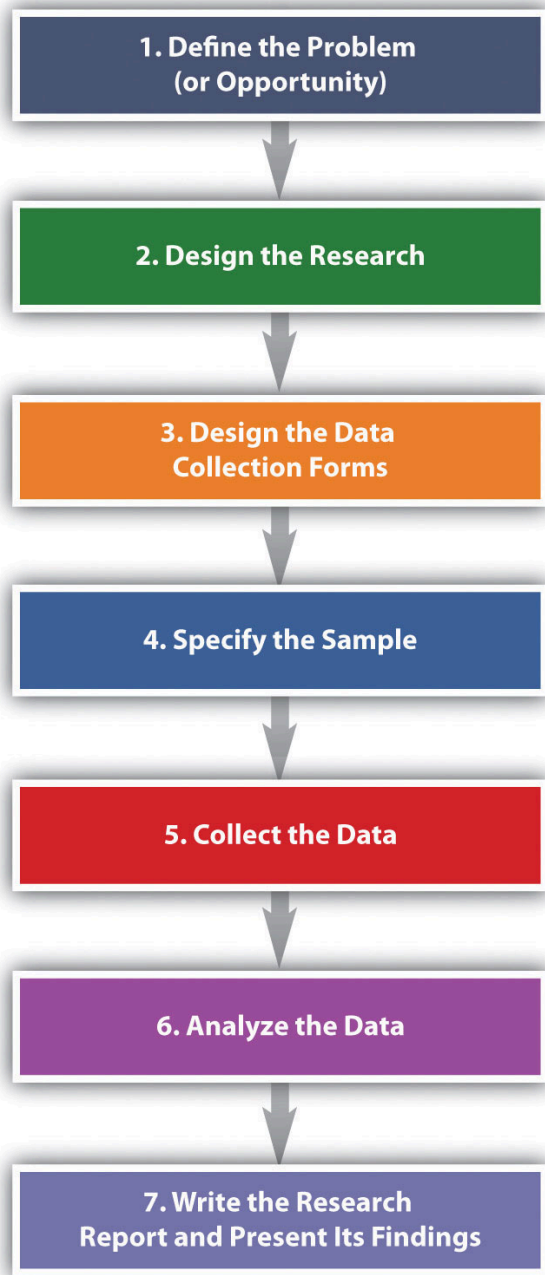 1. Define the Problem
(or Opportunity)
2. Design the Research
3. Design the Data
Collection Forms
4. Specify the Sample
5. Collect the Data
6. Analyze the Data
7. Write the Research
Report and Present Its Findings